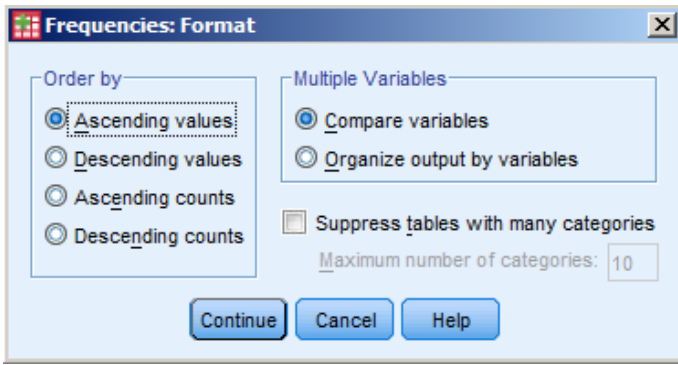 Frequencies: Format
Order by
Ascending values
Descending values
Ascending counts
Descending counts
Multiple Variables
Compare variables
Organize output by variables
Suppress tables with many categories
Maximum number of categories: 10
Continue Cancel Help